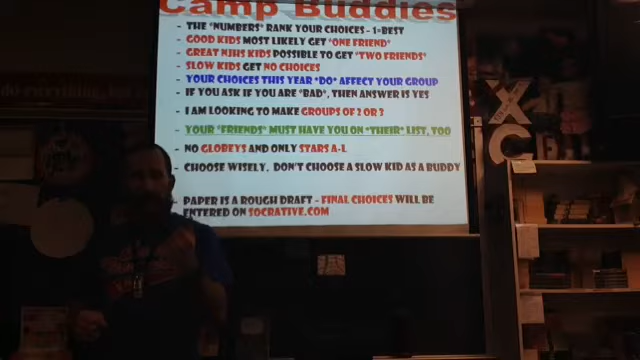 Camp Buddies
- THE *NUMBERS* RANK YOUR CHOICES - 1=BEST
- GOOD KIDS MOST LIKELY GET *ONE FRIEND*
- GREAT NJHS KIDS POSSIBLE TO GET *TWO FRIENDS*
- SLOW KIDS GET NO CHOICES
- YOUR CHOICES THIS YEAR *DO* AFFECT YOUR GROUP
- IF YOU ASK IF YOU ARE *BAD*, THEN ANSWER IS YES
- I AM LOOKING TO MAKE GROUPS OF 2 OR 3
- YOUR *FRIENDS* MUST HAVE YOU ON *THEIR* LIST, TOO
- NO GLOBEYS AND ONLY STARS A-L
- CHOOSE WISELY. DON'T CHOOSE A SLOW KID AS A BUDDY
- PAPER IS A ROUGH DRAFT - FINAL CHOICES WILL BE
ENTERED ON SOCRATIVE.COM
XC